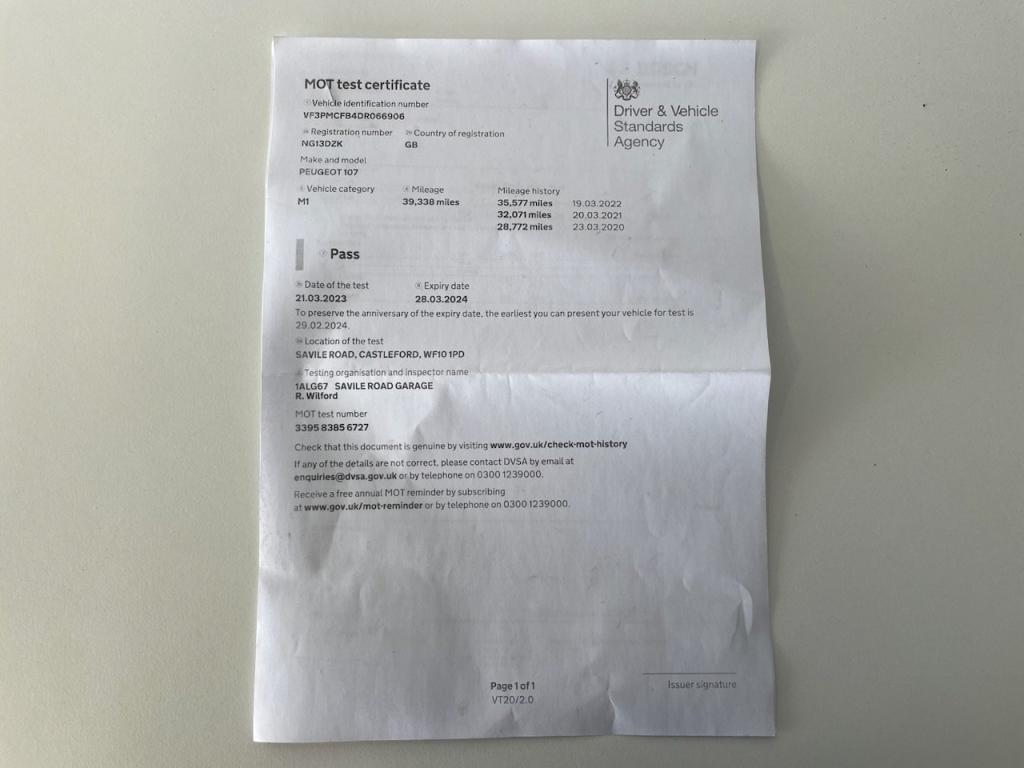 MOT test certificate
Vehicle identification number
VF3PMCFB4DR066906
Registration number Country of registration
NG13DZK GB
Make and model
PEUGEOT 107
Vehicle category Mileage Mileage history
M1 39,338 miles 35,577 miles 19.03.2022
32,071 miles 20.03.2021
28,772 miles 23.03.2020
Driver & Vehicle
Standards
Agency
Pass
Date of the test Expiry date
21.03.2023 28.03.2024
To preserve the anniversary of the expiry date, the earliest you can present your vehicle for test is
29.02.2024.
Location of the test
SAVILE ROAD, CASTLEFORD, WF10 1PD
Testing organisation and inspector name
1ALG67 SAVILE ROAD GARAGE
R. Wilford
MOT test number
3395 8385 6727
Check that this document is genuine by visiting www.gov.uk/check-mot-history
If any of the details are not correct, please contact DVSA by email at
enquiries@dvsa.gov.uk or by telephone on 0300 1239000.
Receive a free annual MOT reminder by subscribing
at www.gov.uk/mot-reminder or by telephone on 0300 1239000.
Page 1 of 1
VT20/2.0
Issuer signature